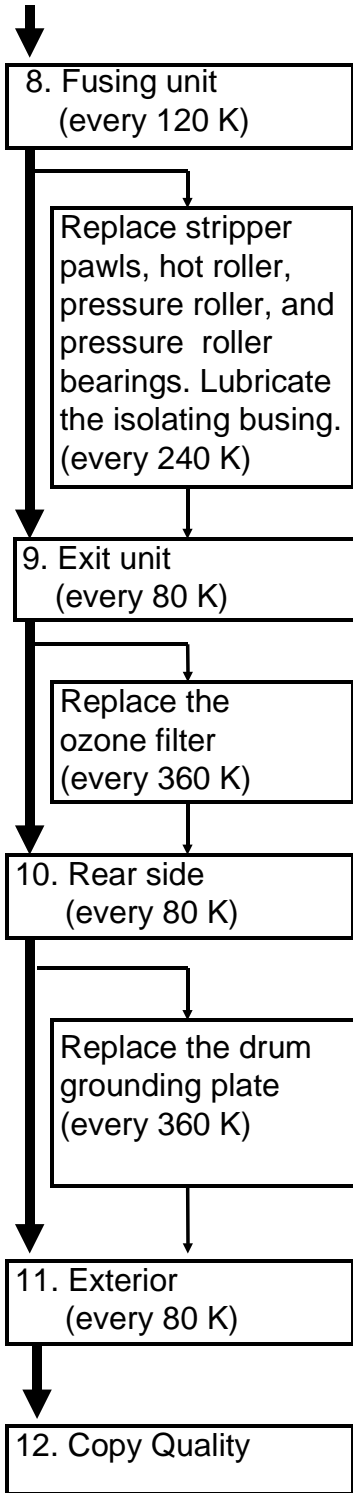 8. Fusing unit
(every 120 K)
Replace stripper
pawls, hot roller,
pressure roller, and
pressure roller
bearings. Lubricate
the isolating busing.
(every 240 K)
9. Exit unit
(every 80 K)
Replace the
ozone filter
(every 360 K)
10. Rear side
(every 80 K)
Replace the drum
grounding plate
(every 360 K)
11. Exterior
(every 80 K)
12. Copy Quality